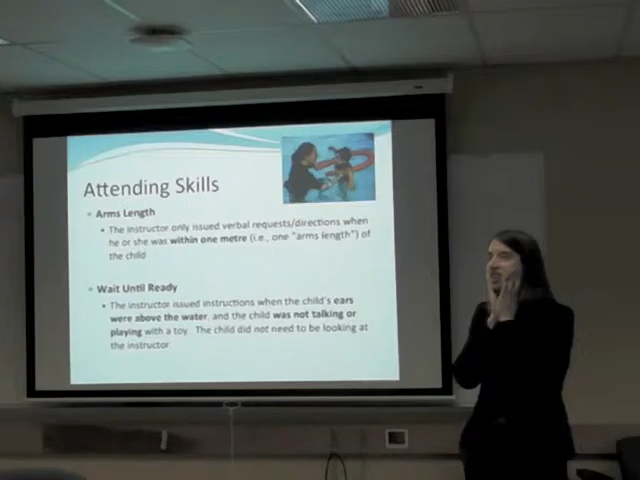 Attending Skills
• Arms Length
• The instructor only issued verbal requests/directions when
he or she was within one metre (i.e., one "arms length") of
the child
• Wait Until Ready
• The instructor issued instructions when the child's ears
were above the water, and the child was not talking or
playing with a toy. The child did not need to be looking at
the instructor